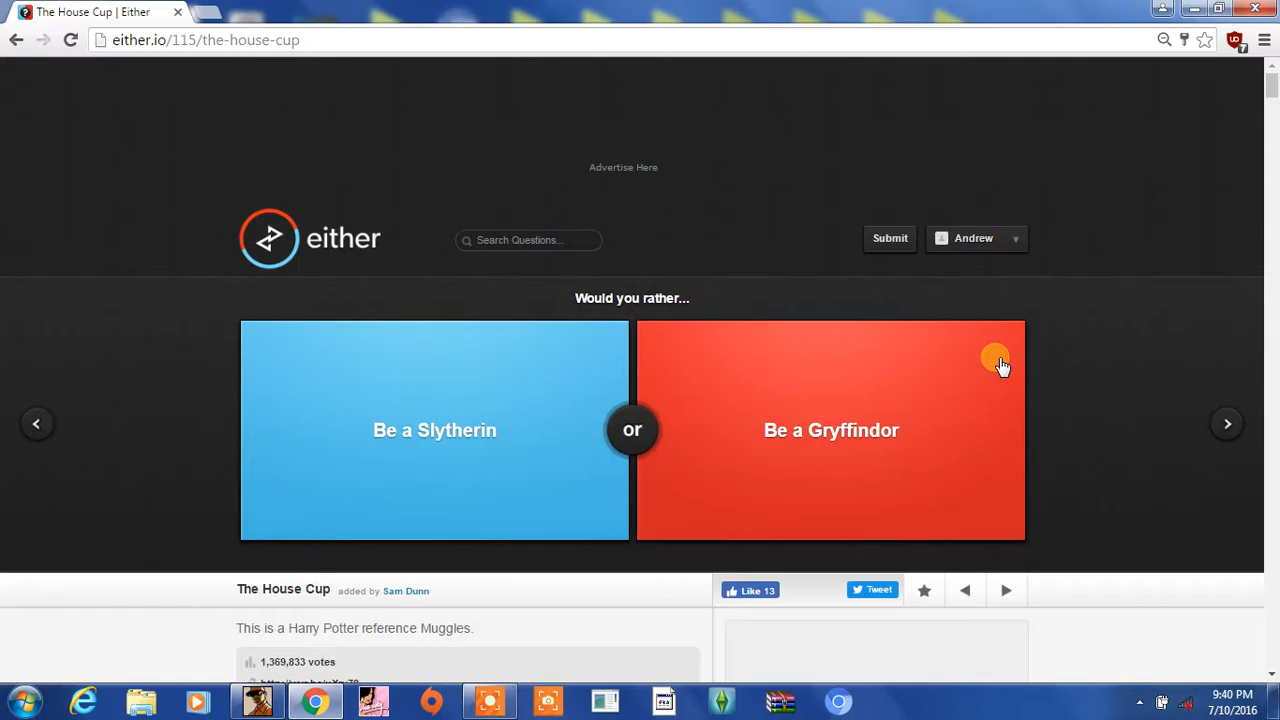 The House Cup | Either
either.io/115/the-house-cup
Advertise Here
either
Search Questions...
Submit
Andrew
Would you rather...
Be a Slytherin
or
Be a Gryffindor
The House Cup added by Sam Dunn
Like 13
Tweet
This is a Harry Potter reference Muggles.
1,369,833 votes
9:40 PM
7/10/2016